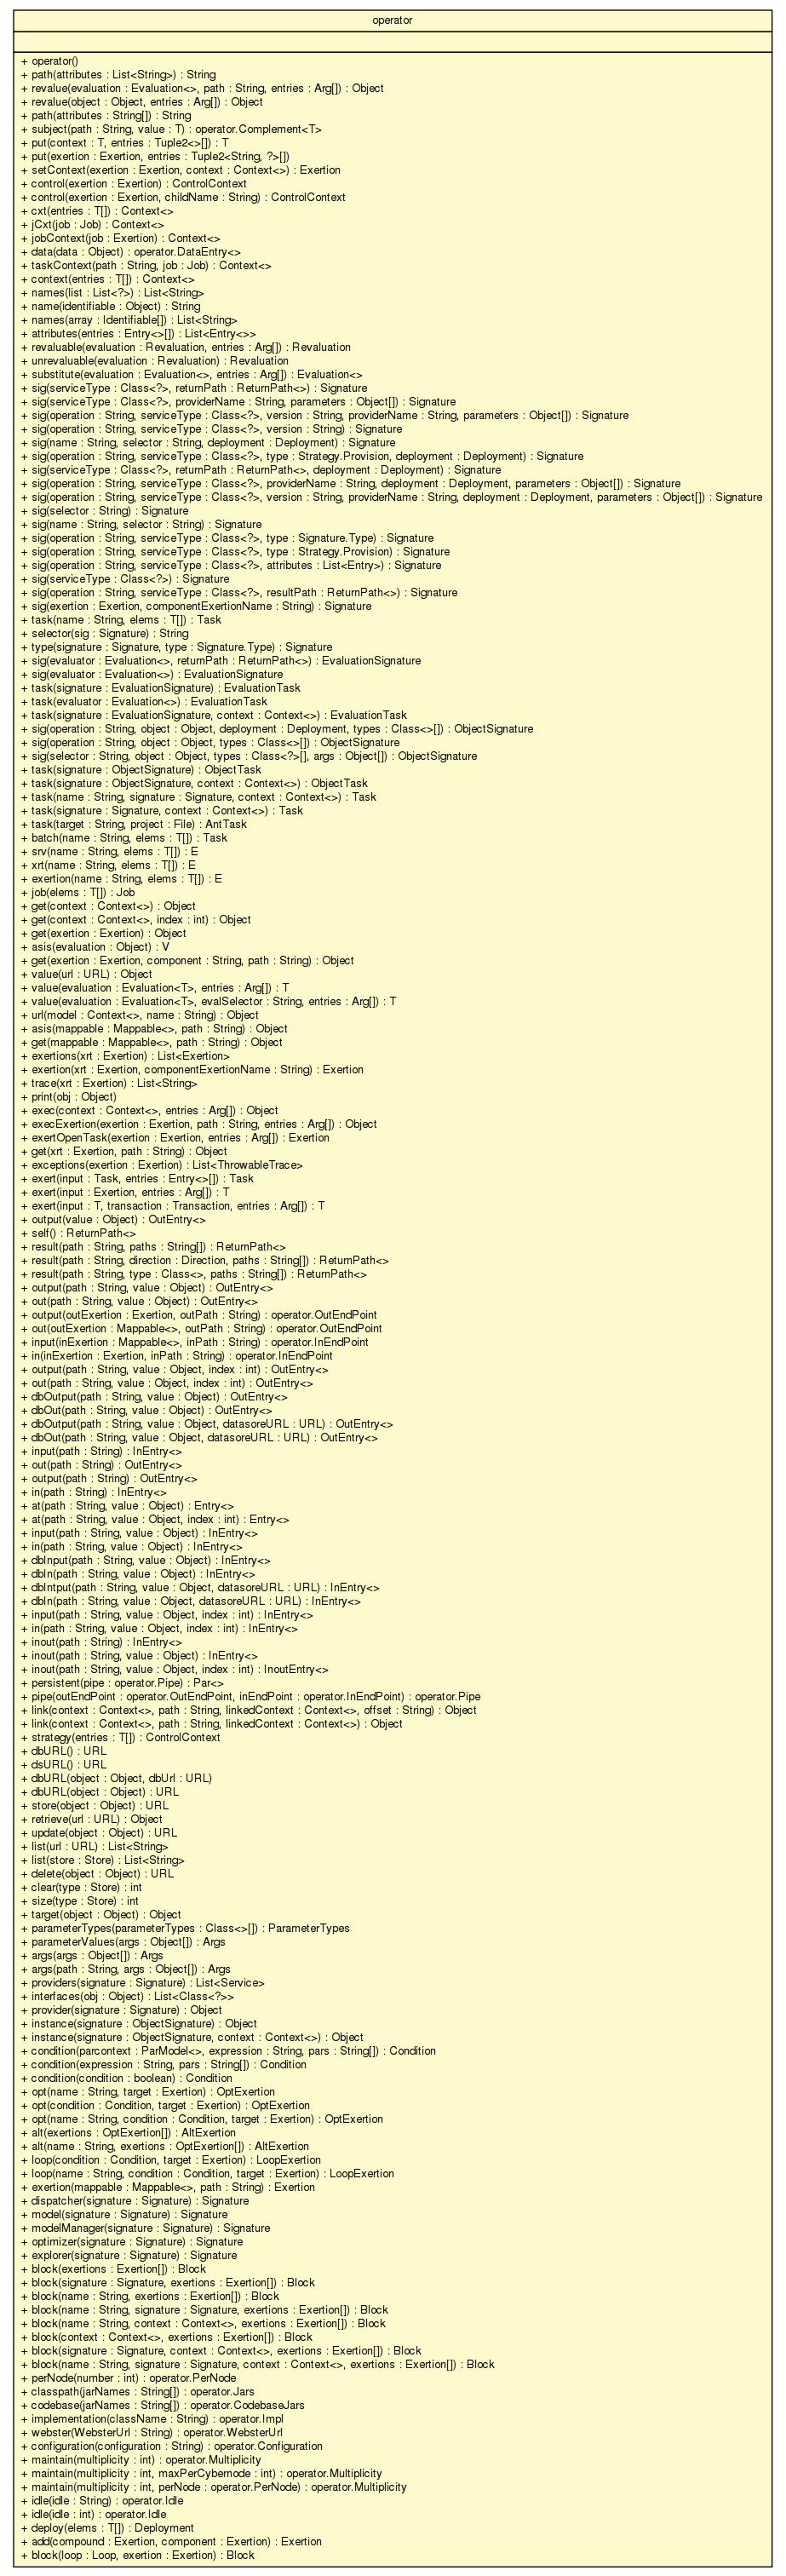 operator
+ operator()
+ path(attributes : List<String>) : String
+ revalue(evaluation : Evaluation<>, path : String, entries : Arg[]) : Object
+ revalue(object : Object, entries : Arg[]) : Object
+ path(attributes : String[]) : String
+ subject(path : String, value : T) : operator.Complement<T>
+ put(context : T, entries : Tuple2<>[]) : T
+ put(exertion : Exertion, entries : Tuple2<String, ?>[])
+ setContext(exertion : Exertion, context : Context<>) : Exertion
+ control(exertion : Exertion) : ControlContext
+ control(exertion : Exertion, childName : String) : ControlContext
+ cxt(entries : T[]) : Context<>
+ jCxt(job : Job) : Context<>
+ jobContext(job : Exertion) : Context<>
+ data(data : Object) : operator.DataEntry<>
+ taskContext(path : String, job : Job) : Context<>
+ context(entries : T[]) : Context<>
+ names(list : List<?>) : List<String>
+ name(identifiable : Object) : String
+ names(array : Identifiable[]) : List<String>
+ attributes(entries : Entry<>[]) : List<Entry<>>
+ revaluable(evaluation : Revaluation, entries : Arg[]) : Revaluation
+ unrevaluable(evaluation : Revaluation) : Revaluation
+ substitute(evaluation : Evaluation<>, entries : Arg[]) : Evaluation<>
+ sig(serviceType : Class<?>, returnPath : ReturnPath<>) : Signature
+ sig(serviceType : Class<?>, providerName : String, parameters : Object[]) : Signature
+ sig(operation : String, serviceType : Class<?>, version : String, providerName : String, parameters : Object[]) : Signature
+ sig(operation : String, serviceType : Class<?>, version : String) : Signature
+ sig(name : String, selector : String, deployment : Deployment) : Signature
+ sig(operation : String, serviceType : Class<?>, type : Strategy.Provision, deployment : Deployment) : Signature
+ sig(serviceType : Class<?>, returnPath : ReturnPath<>, deployment : Deployment) : Signature
+ sig(operation : String, serviceType : Class<?>, providerName : String, deployment : Deployment, parameters : Object[]) : Signature
+ sig(operation : String, serviceType : Class<?>, version : String, providerName : String, deployment : Deployment, parameters : Object[]) : Signature
+ sig(selector : String) : Signature
+ sig(name : String, selector : String) : Signature
+ sig(operation : String, serviceType : Class<?>, type : Signature.Type) : Signature
+ sig(operation : String, serviceType : Class<?>, type : Strategy.Provision) : Signature
+ sig(operation : String, serviceType : Class<?>, attributes : List<Entry>) : Signature
+ sig(serviceType : Class<?>) : Signature
+ sig(operation : String, serviceType : Class<?>, resultPath : ReturnPath<>) : Signature
+ sig(exertion : Exertion, componentExertionName : String) : Signature
+ task(name : String, elems : T[]) : Task
+ selector(sig : Signature) : String
+ type(signature : Signature, type : Signature.Type) : Signature
+ sig(evaluator : Evaluation<>, returnPath : ReturnPath<>) : EvaluationSignature
+ sig(evaluator : Evaluation<>) : EvaluationSignature
+ task(signature : EvaluationSignature) : EvaluationTask
+ task(evaluator : Evaluation<>) : EvaluationTask
+ task(signature : EvaluationSignature, context : Context<>) : EvaluationTask
+ sig(operation : String, object : Object, deployment : Deployment, types : Class<>[]) : ObjectSignature
+ sig(operation : String, object : Object, types : Class<>[]) : ObjectSignature
+ sig(selector : String, object : Object, types : Class<?>[], args : Object[]) : ObjectSignature
+ task(signature : ObjectSignature) : ObjectTask
+ task(signature : ObjectSignature, context : Context<>) : ObjectTask
+ task(name : String, signature : Signature, context : Context<>) : Task
+ task(signature : Signature, context : Context<>) : Task
+ task(target : String, project : File) : AntTask
+ batch(name : String, elems : T[]) : Task
+ srv(name : String, elems : T[]) : E
+ xrt(name : String, elems : T[]) : E
+ exertion(name : String, elems : T[]) : E
+ job(elems : T[]) : Job
+ get(context : Context<>) : Object
+ get(context : Context<>, index : int) : Object
+ get(exertion : Exertion) : Object
+ asis(evaluation : Object) : V
+ get(exertion : Exertion, component : String, path : String) : Object
+ value(url : URL) : Object
+ value(evaluation : Evaluation<T>, entries : Arg[]) : T
+ value(evaluation : Evaluation<T>, evalSelector : String, entries : Arg[]) : T
+ url(model : Context<>, name : String) : Object
+ asis(mappable : Mappable<>, path : String) : Object
+ get(mappable : Mappable<>, path : String) : Object
+ exertions(xrt : Exertion) : List<Exertion>
+ exertion(xrt : Exertion, componentExertionName : String) : Exertion
+ trace(xrt : Exertion) : List<String>
+ print(obj : Object)
+ exec(context : Context<>, entries : Arg[]) : Object
+ execExertion(exertion : Exertion, path : String, entries : Arg[]) : Object
+ exertOpenTask(exertion : Exertion, entries : Arg[]) : Exertion
+ get(xrt : Exertion, path : String) : Object
+ exceptions(exertion : Exertion) : List<ThrowableTrace>
+ exert(input : Task, entries : Entry<>[]) : Task
+ exert(input : Exertion, entries : Arg[]) : T
+ exert(input : T, transaction : Transaction, entries : Arg[]) : T
+ output(value : Object) : OutEntry<>
+ self() : ReturnPath<>
+ result(path : String, paths : String[]) : ReturnPath<>
+ result(path : String, direction : Direction, paths : String[]) : ReturnPath<>
+ result(path : String, type : Class<>, paths : String[]) : ReturnPath<>
+ output(path : String, value : Object) : OutEntry<>
+ out(path : String, value : Object) : OutEntry<>
+ output(outExertion : Exertion, outPath : String) : operator.OutEndPoint
+ out(outExertion : Mappable<>, outPath : String) : operator.OutEndPoint
+ input(inExertion : Mappable<>, inPath : String) : operator.InEndPoint
+ in(inExertion : Exertion, inPath : String) : operator.InEndPoint
+ output(path : String, value : Object, index : int) : OutEntry<>
+ out(path : String, value : Object, index : int) : OutEntry<>
+ dbOutput(path : String, value : Object) : OutEntry<>
+ dbOut(path : String, value : Object) : OutEntry<>
+ dbOutput(path : String, value : Object, datasoreURL : URL) : OutEntry<>
+ dbOut(path : String, value : Object, datasoreURL : URL) : OutEntry<>
+ input(path : String) : InEntry<>
+ out(path : String) : OutEntry<>
+ output(path : String) : OutEntry<>
+ in(path : String) : InEntry<>
+ at(path : String, value : Object) : Entry<>
+ at(path : String, value : Object, index : int) : Entry<>
+ input(path : String, value : Object) : InEntry<>
+ in(path : String, value : Object) : InEntry<>
+ dbInput(path : String, value : Object) : InEntry<>
+ dbIn(path : String, value : Object) : InEntry<>
+ dbIntput(path : String, value : Object, datasoreURL : URL) : InEntry<>
+ dbIn(path : String, value : Object, datasoreURL : URL) : InEntry<>
+ input(path : String, value : Object, index : int) : InEntry<>
+ in(path : String, value : Object, index : int) : InEntry<>
+ inout(path : String) : InEntry<>
+ inout(path : String, value : Object) : InEntry<>
+ inout(path : String, value : Object, index : int) : InoutEntry<>
+ persistent(pipe : operator.Pipe) : Par<>
+ pipe(outEndPoint : operator.OutEndPoint, inEndPoint : operator.InEndPoint) : operator.Pipe
+ link(context : Context<>, path : String, linkedContext : Context<>, offset : String) : Object
+ link(context : Context<>, path : String, linkedContext : Context<>) : Object
+ strategy(entries : T[]) : ControlContext
+ dbURL() : URL
+ dsURL() : URL
+ dbURL(object : Object, dbUrl : URL)
+ dbURL(object : Object) : URL
+ store(object : Object) : URL
+ retrieve(url : URL) : Object
+ update(object : Object) : URL
+ list(url : URL) : List<String>
+ list(store : Store) : List<String>
+ delete(object : Object) : URL
+ clear(type : Store) : int
+ size(type : Store) : int
+ target(object : Object) : Object
+ parameterTypes(parameterTypes : Class<>[]) : ParameterTypes
+ parameterValues(args : Object[]) : Args
+ args(args : Object[]) : Args
+ args(path : String, args : Object[]) : Args
+ providers(signature : Signature) : List<Service>
+ interfaces(obj : Object) : List<Class<?>>
+ provider(signature : Signature) : Object
+ instance(signature : ObjectSignature) : Object
+ instance(signature : ObjectSignature, context : Context<>) : Object
+ condition(parcontext : ParModel<>, expression : String, pars : String[]) : Condition
+ condition(expression : String, pars : String[]) : Condition
+ condition(condition : boolean) : Condition
+ opt(name : String, target : Exertion) : OptExertion
+ opt(condition : Condition, target : Exertion) : OptExertion
+ opt(name : String, condition : Condition, target : Exertion) : OptExertion
+ alt(exertions : OptExertion[]) : AltExertion
+ alt(name : String, exertions : OptExertion[]) : AltExertion
+ loop(condition : Condition, target : Exertion) : LoopExertion
+ loop(name : String, condition : Condition, target : Exertion) : LoopExertion
+ exertion(mappable : Mappable<>, path : String) : Exertion
+ dispatcher(signature : Signature) : Signature
+ model(signature : Signature) : Signature
+ modelManager(signature : Signature) : Signature
+ optimizer(signature : Signature) : Signature
+ explorer(signature : Signature) : Signature
+ block(exertions : Exertion[]) : Block
+ block(signature : Signature, exertions : Exertion[]) : Block
+ block(name : String, exertions : Exertion[]) : Block
+ block(name : String, signature : Signature, exertions : Exertion[]) : Block
+ block(name : String, context : Context<>, exertions : Exertion[]) : Block
+ block(context : Context<>, exertions : Exertion[]) : Block
+ block(signature : Signature, context : Context<>, exertions : Exertion[]) : Block
+ block(name : String, signature : Signature, context : Context<>, exertions : Exertion[]) : Block
+ perNode(number : int) : operator.PerNode
+ classpath(jarNames : String[]) : operator.Jars
+ codebase(jarNames : String[]) : operator.CodebaseJars
+ implementation(className : String) : operator.Impl
+ webster(WebsterUrl : String) : operator.WebsterUrl
+ configuration(configuration : String) : operator.Configuration
+ maintain(multiplicity : int) : operator.Multiplicity
+ maintain(multiplicity : int, maxPerCybernode : int) : operator.Multiplicity
+ maintain(multiplicity : int, perNode : operator.PerNode) : operator.Multiplicity
+ idle(idle : String) : operator.Idle
+ idle(idle : int) : operator.Idle
+ deploy(elems : T[]) : Deployment
+ add(compound : Exertion, component : Exertion) : Exertion
+ block(loop : Loop, exertion : Exertion) : Block